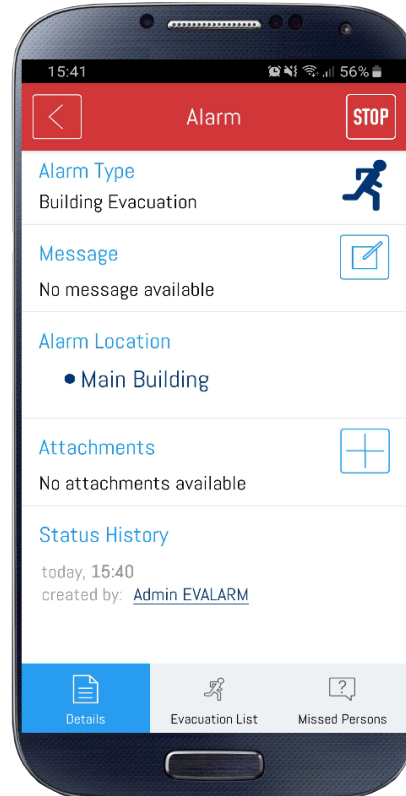 15:41 56%
Alarm STOP
Alarm Type
Building Evacuation
Message
No message available
Alarm Location
Main Building
Attachments
No attachments available
Status History
today, 15:40
created by: Admin EVALARM
Details Evacuation List Missed Persons